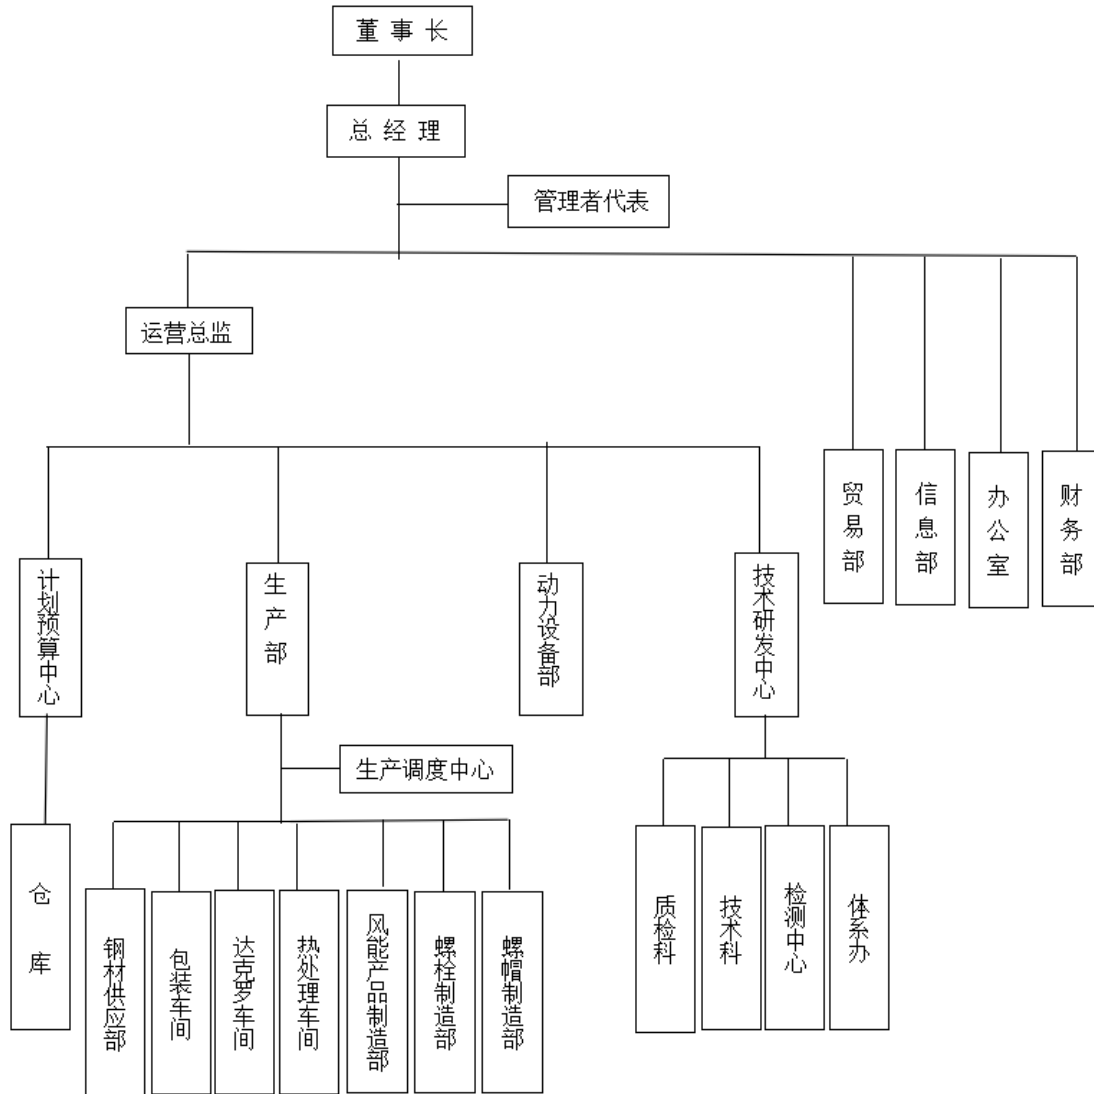 董 事 长
总 经 理
管理者代表
运营总监
贸易部
信息部
办公室
财务部
计划预算中心
生产部
动力设备部
技术研发中心
生产调度中心
仓库
钢材供应部
包装车间
达克罗车间
热处理车间
风能产品制造部
螺栓制造部
螺帽制造部
质检科
技术科
检测中心
体系办